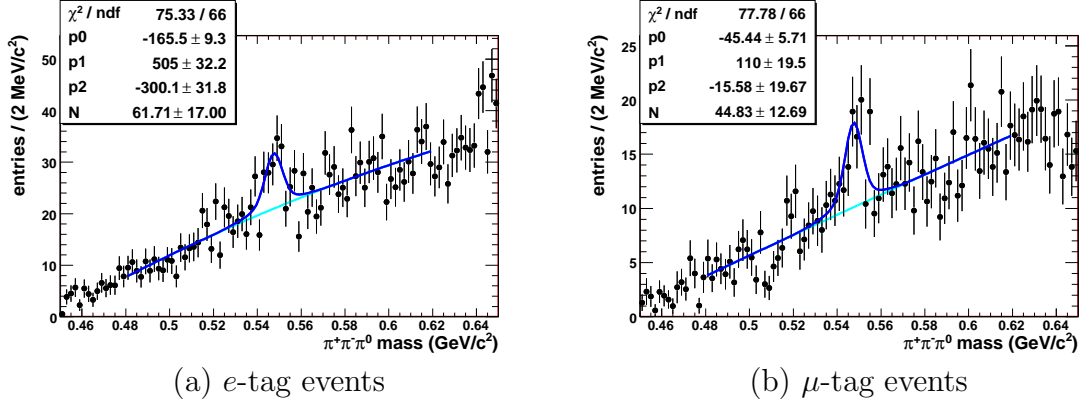 χ² / ndf 75.33 / 66
p0 -165.5 ± 9.3
p1 505 ± 32.2
p2 -300.1 ± 31.8
N 61.71 ± 17.00
entries / (2 MeV/c²)
50
40
30
20
10
0
0.46 0.48 0.5 0.52 0.54 0.56 0.58 0.6 0.62 0.64
π⁺π⁻π⁰ mass (GeV/c²)
(a) e-tag events
χ² / ndf 77.78 / 66
p0 -45.44 ± 5.71
p1 110 ± 19.5
p2 -15.58 ± 19.67
N 44.83 ± 12.69
entries / (2 MeV/c²)
25
20
15
10
5
0
0.46 0.48 0.5 0.52 0.54 0.56 0.58 0.6 0.62 0.64
π⁺π⁻π⁰ mass (GeV/c²)
(b) μ-tag events